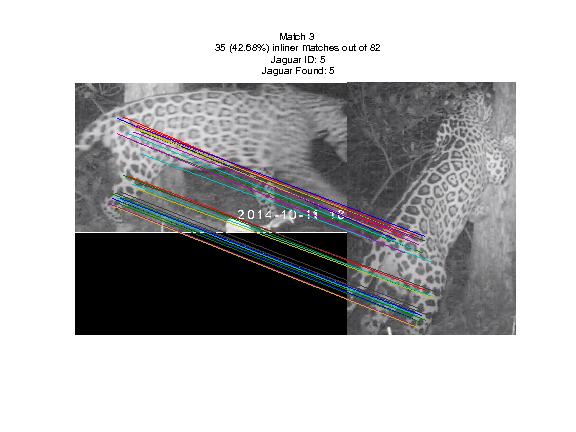 Match 3
35 (42.68%) inliner matches out of 82
Jaguar ID: 5
Jaguar Found: 5
2014-10-11